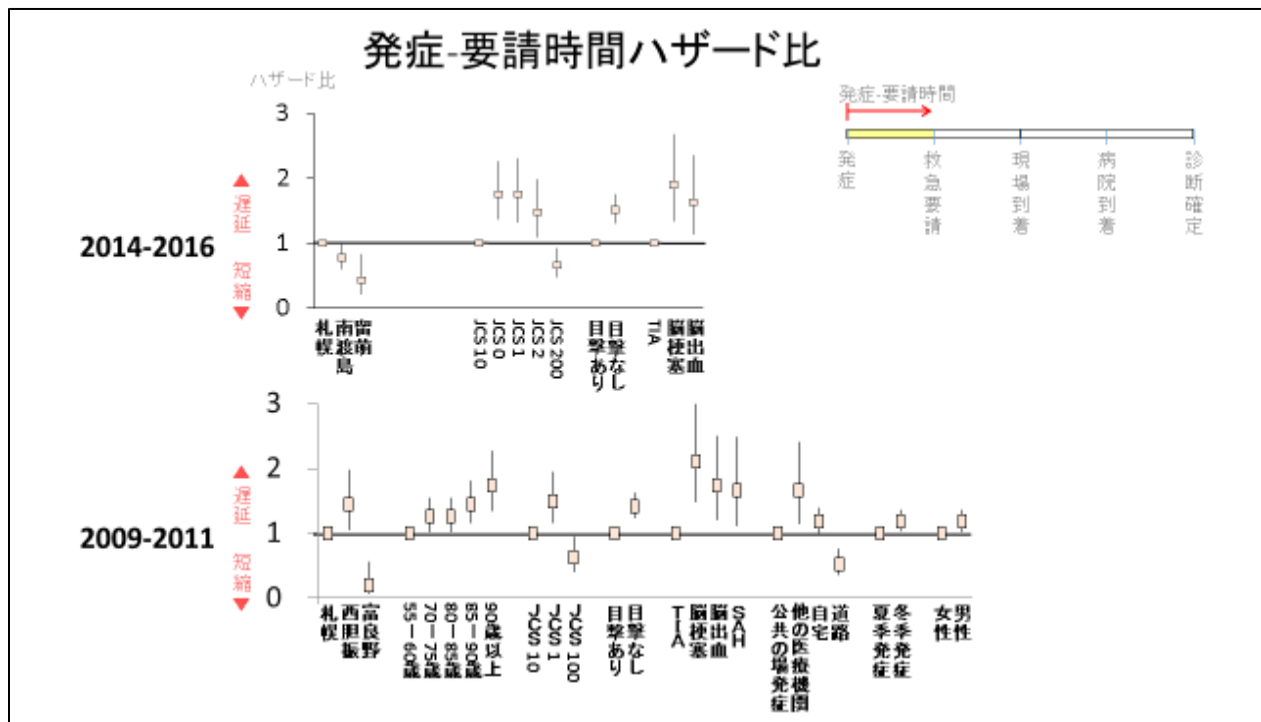 発症-要請時間ハザード比
ハザード比
発症-要請時間
発症
救急要請
現場到着
病院到着
診断確定
3
2
1
0
▲遅延
短縮▼
2014-2016
札幌
南渡島
留萌
JCS 10
JCS 0
JCS 1
JCS 2
JCS 200
目撃あり
目撃なし
TIA
脳梗塞
脳出血
3
2
1
0
▲遅延
短縮▼
2009-2011
札幌
西胆振
富良野
55－60歳
70－75歳
80－85歳
85－90歳
90歳以上
JCS 10
JCS 1
JCS 100
目撃あり
目撃なし
TIA
脳梗塞
脳出血
SAH
公共の場発症
他の医療機関
自宅
道路
夏季発症
冬季発症
女性
男性